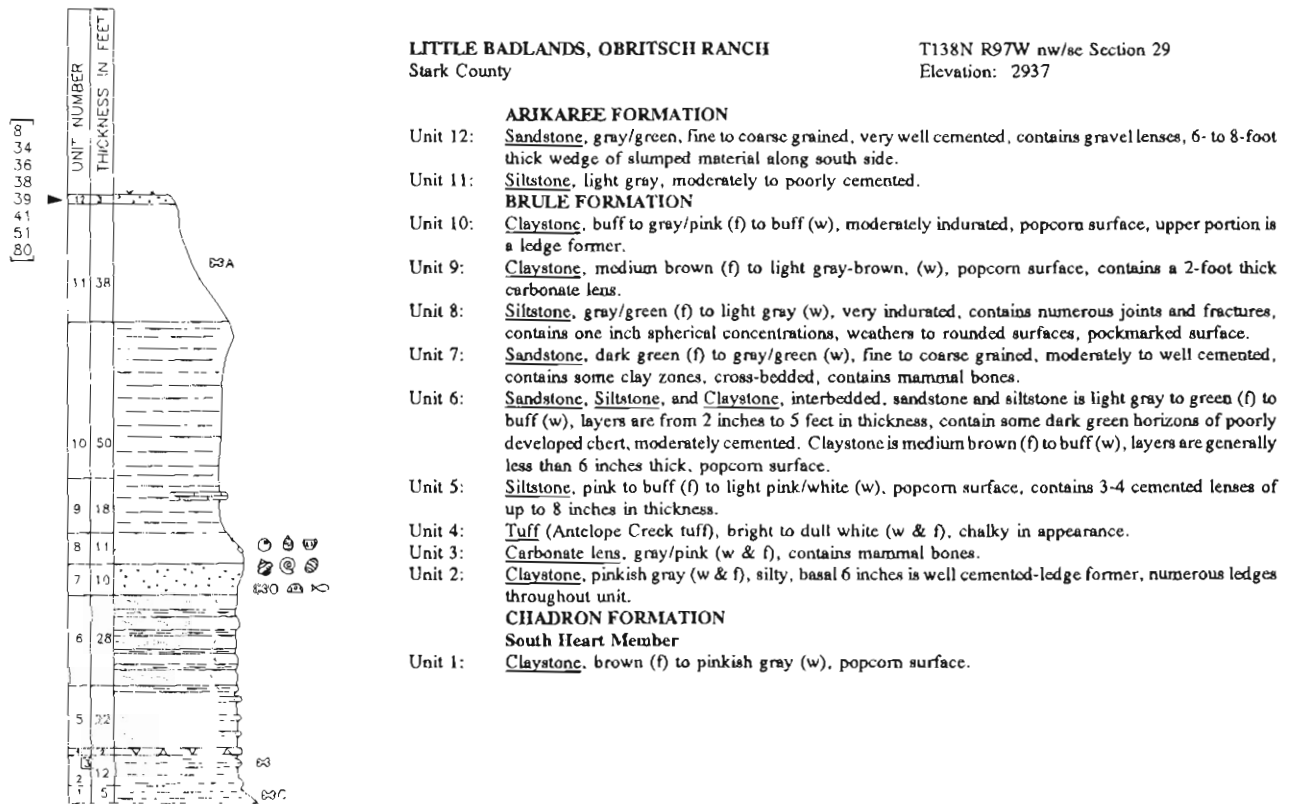 UNIT NUMBER
THICKNESS IN FEET
8
34
36
38
39
41
51
80
12
11 38
10 50
9 18
8 11
7 10
6 28
5 22
2 12
1 5
A
O
C
LITTLE BADLANDS, OBRITSCH RANCH
Stark County
T138N R97W nw/se Section 29
Elevation: 2937
ARIKAREE FORMATION
Unit 12: Sandstone, gray/green, fine to coarse grained, very well cemented, contains gravel lenses, 6- to 8-foot
thick wedge of slumped material along south side.
Unit 11: Siltstone, light gray, moderately to poorly cemented.
BRULE FORMATION
Unit 10: Claystone, buff to gray/pink (f) to buff (w), moderately indurated, popcorn surface, upper portion is
a ledge former.
Unit 9: Claystone, medium brown (f) to light gray-brown, (w), popcorn surface, contains a 2-foot thick
carbonate lens.
Unit 8: Siltstone, gray/green (f) to light gray (w), very indurated, contains numerous joints and fractures,
contains one inch spherical concentrations, weathers to rounded surfaces, pockmarked surface.
Unit 7: Sandstone, dark green (f) to gray/green (w), fine to coarse grained, moderately to well cemented,
contains some clay zones, cross-bedded, contains mammal bones.
Unit 6: Sandstone, Siltstone, and Claystone, interbedded, sandstone and siltstone is light gray to green (f) to
buff (w), layers are from 2 inches to 5 feet in thickness, contain some dark green horizons of poorly
developed chert, moderately cemented. Claystone is medium brown (f) to buff (w), layers are generally
less than 6 inches thick, popcorn surface.
Unit 5: Siltstone, pink to buff (f) to light pink/white (w), popcorn surface, contains 3-4 cemented lenses of
up to 8 inches in thickness.
Unit 4: Tuff (Antelope Creek tuff), bright to dull white (w & f), chalky in appearance.
Unit 3: Carbonate lens, gray/pink (w & f), contains mammal bones.
Unit 2: Claystone, pinkish gray (w & f), silty, basal 6 inches is well cemented-ledge former, numerous ledges
throughout unit.
CHADRON FORMATION
South Heart Member
Unit 1: Claystone, brown (f) to pinkish gray (w), popcorn surface.